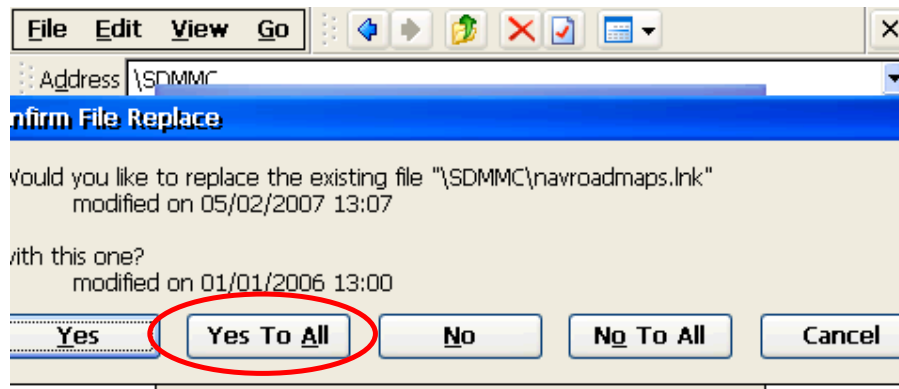 File Edit View Go
Address \SDMMC
nfirm File Replace
Vould you like to replace the existing file "\SDMMC\navroadmaps.lnk"
modified on 05/02/2007 13:07
vith this one?
modified on 01/01/2006 13:00
Yes Yes To All No No To All Cancel